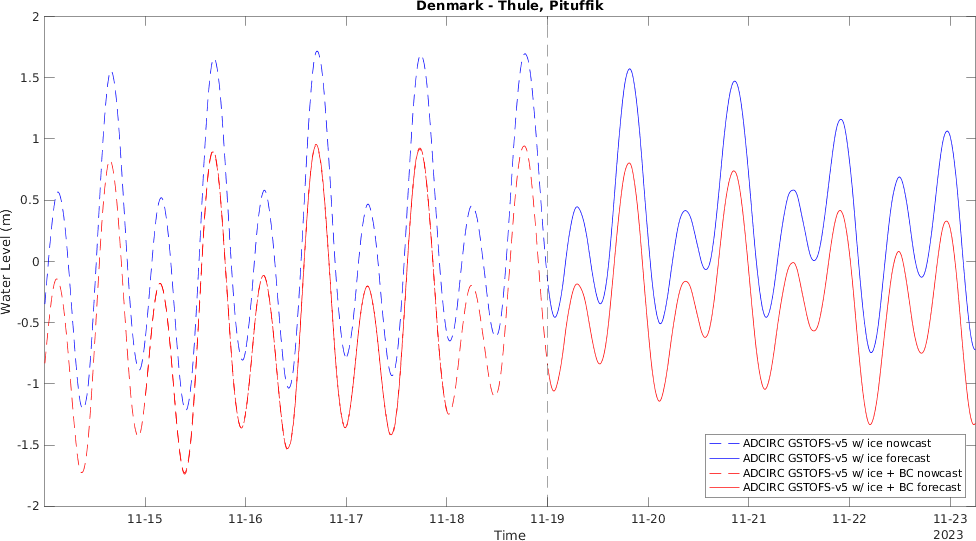 Denmark - Thule, Pituffik
2
1.5
1
0.5
0
-0.5
-1
-1.5
-2
Water Level (m)
ADCIRC GSTOFS-v5 w/ ice nowcast
ADCIRC GSTOFS-v5 w/ ice forecast
ADCIRC GSTOFS-v5 w/ ice + BC nowcast
ADCIRC GSTOFS-v5 w/ ice + BC forecast
11-15 11-16 11-17 11-18 11-19 11-20 11-21 11-22 11-23
Time 2023